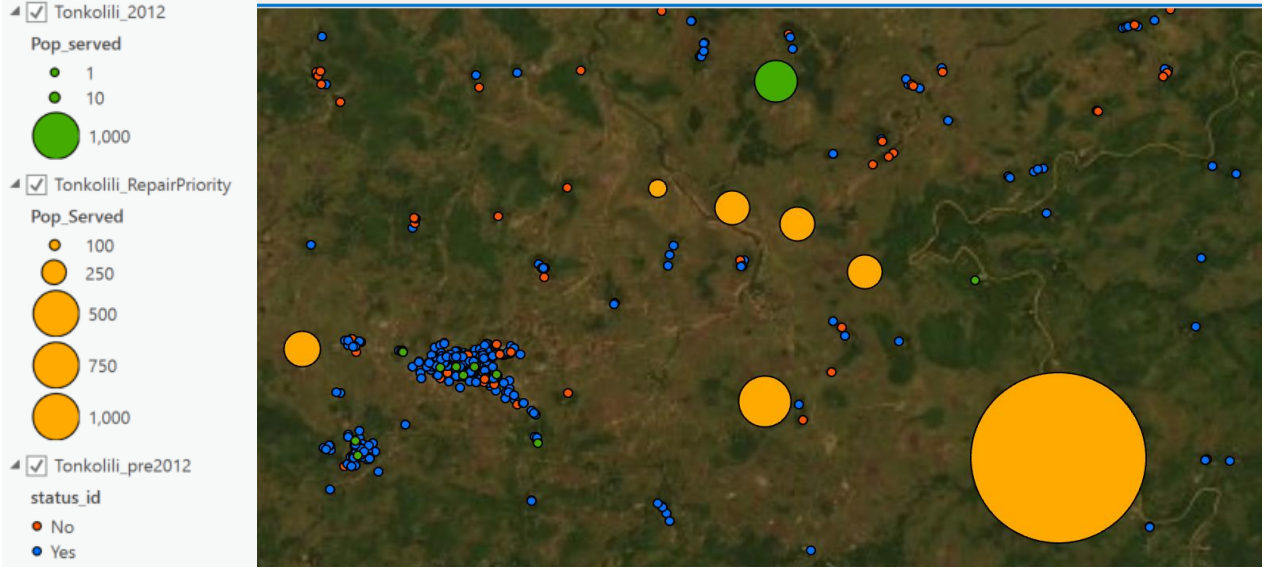 Tonkolili_2012
Pop_served
1
10
1,000
Tonkolili_RepairPriority
Pop_Served
100
250
500
750
1,000
Tonkolili_pre2012
status_id
No
Yes